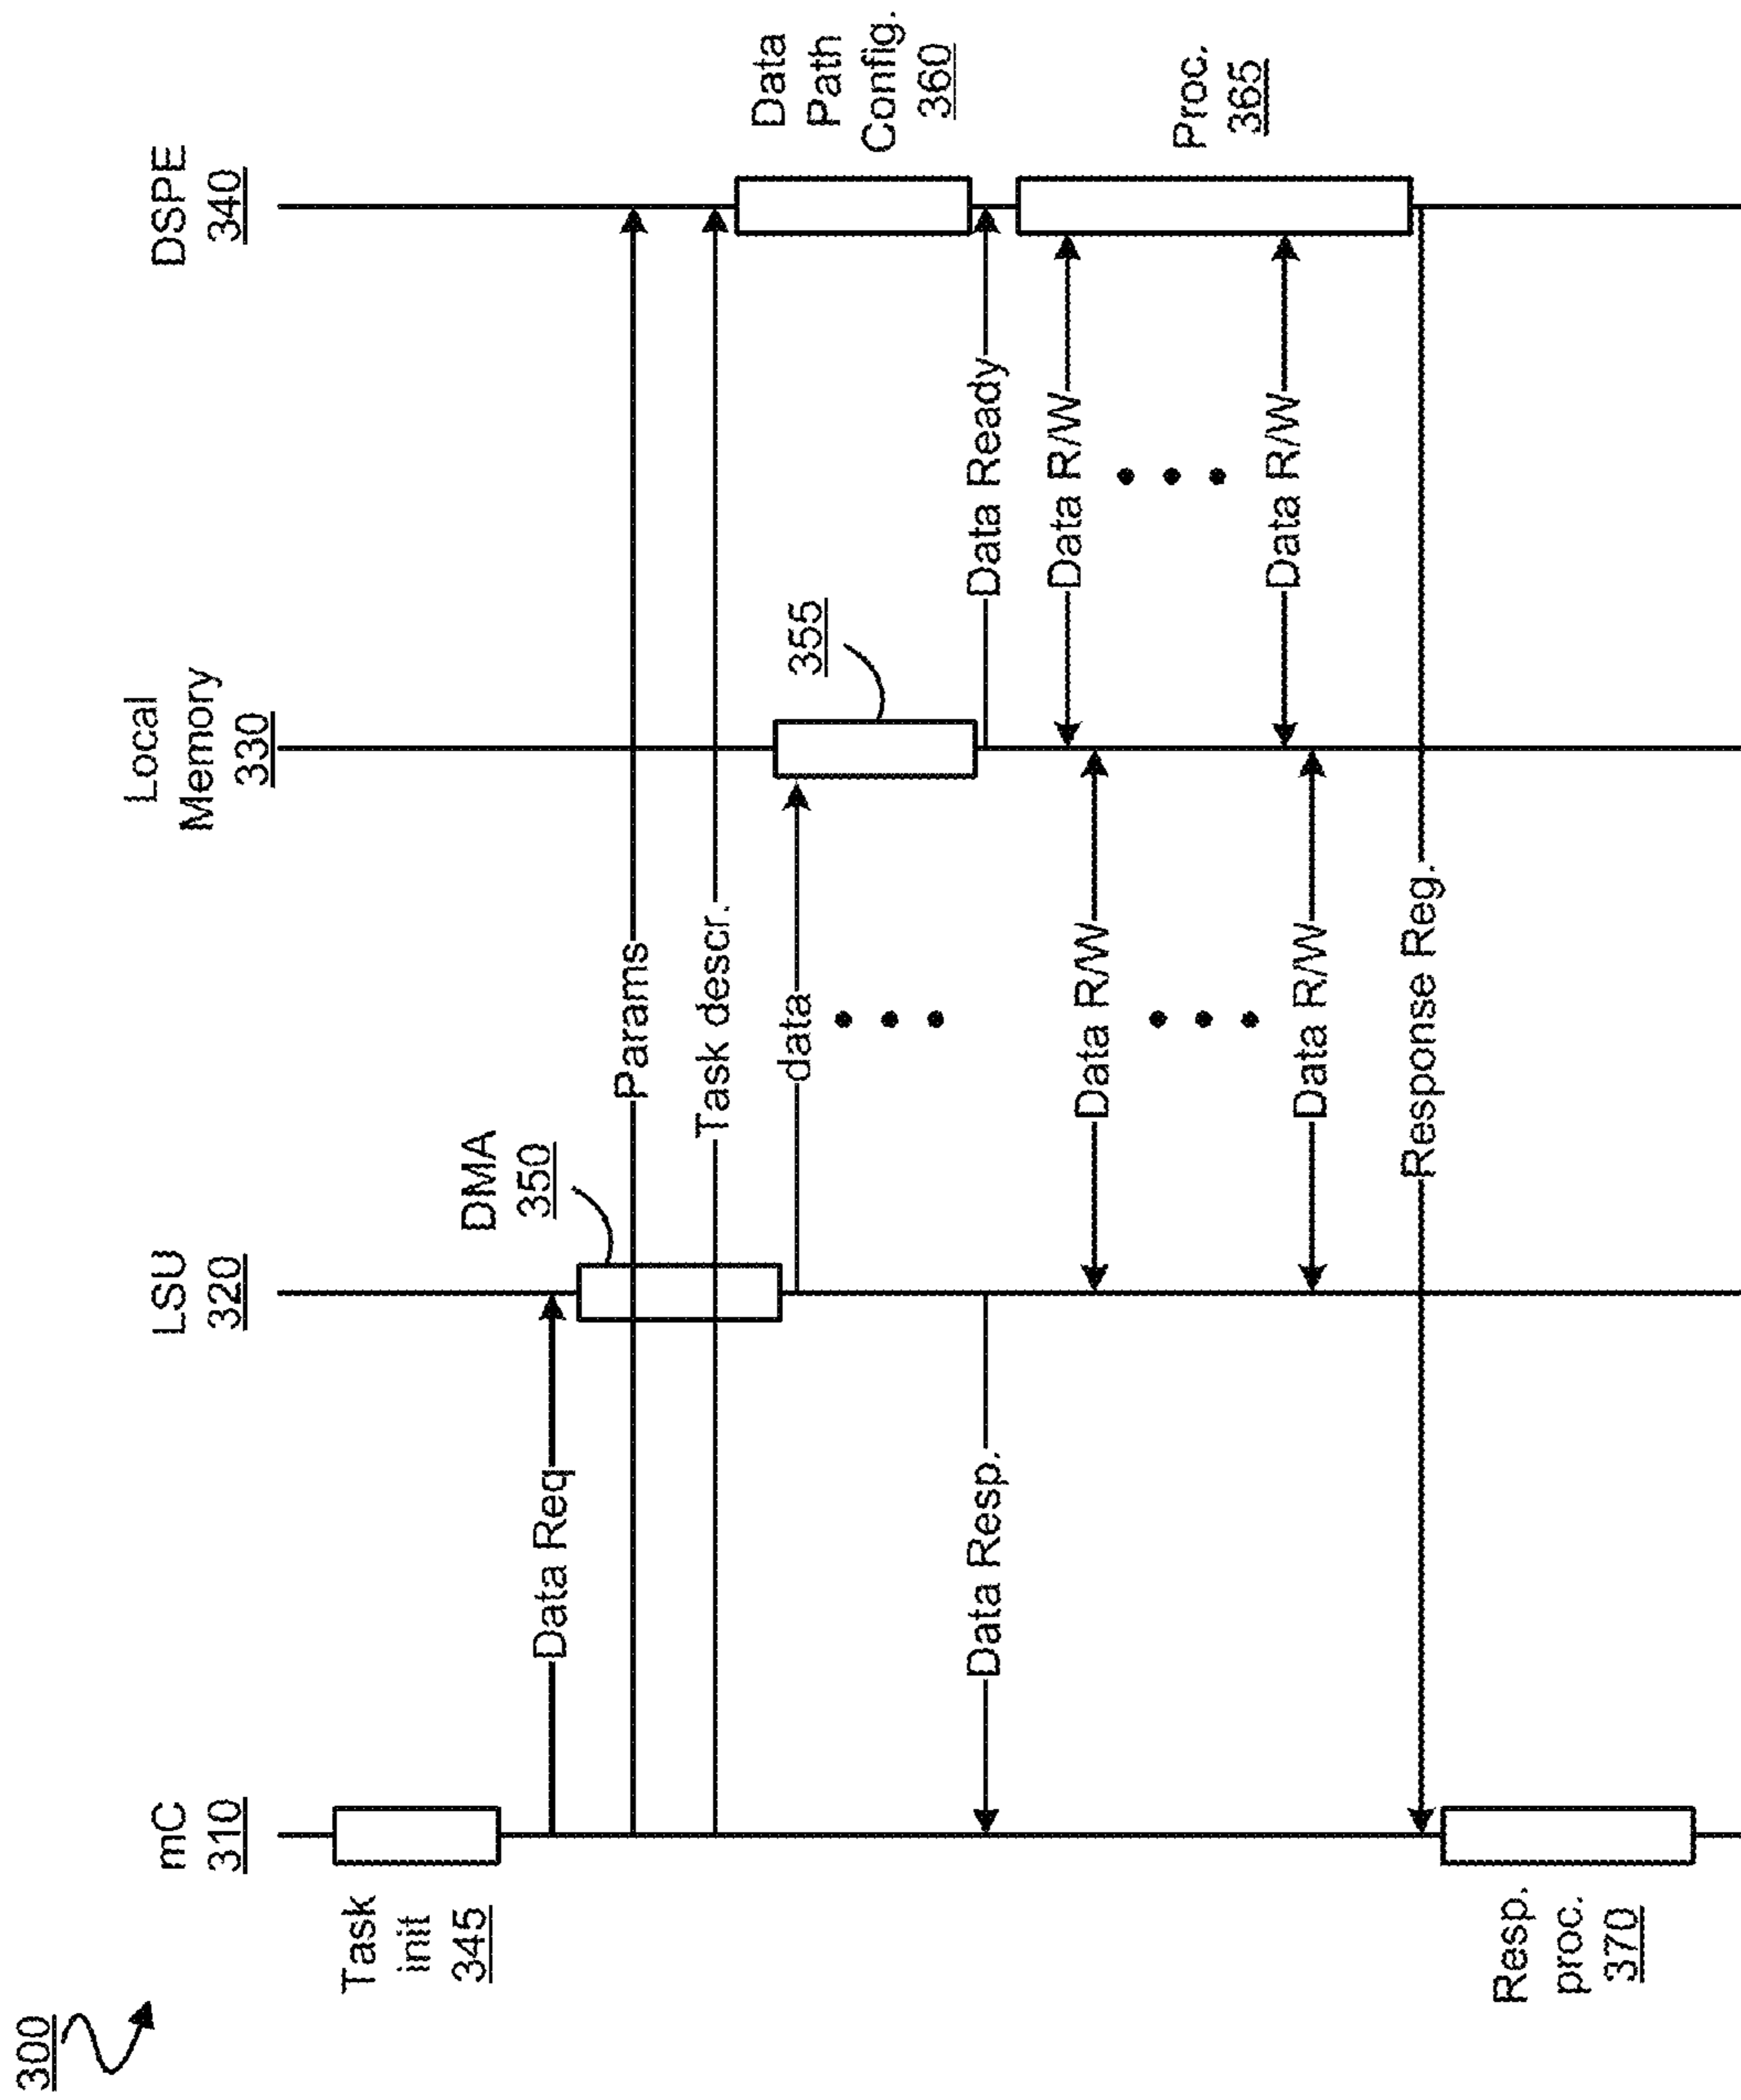 300
mC
310
LSU
320
Local
Memory
330
DSPE
340
Task
init
345
Data Req
DMA
350
Params
Task descr.
data
355
Data
Path
Config.
360
Data Resp.
Data Ready
Proc.
365
Data R/W
Data R/W
Data R/W
Data R/W
Response Reg.
Resp.
proc.
370